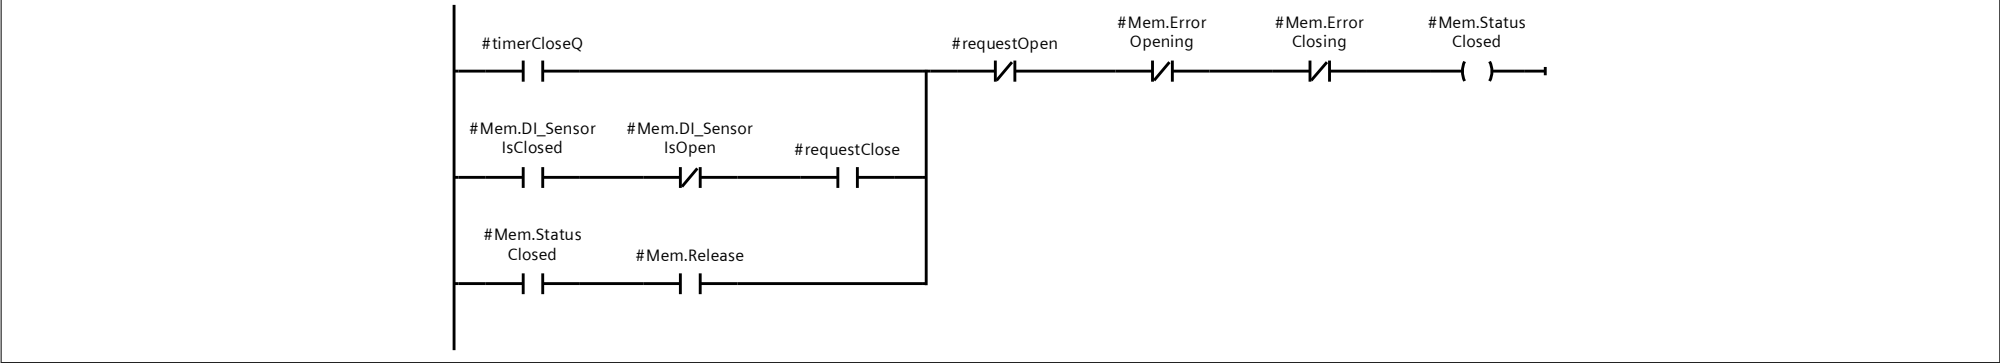 #timerCloseQ
#requestOpen
#Mem.Error
Opening
#Mem.Error
Closing
#Mem.Status
Closed
#Mem.DI_Sensor
IsClosed
#Mem.DI_Sensor
IsOpen
#requestClose
#Mem.Status
Closed
#Mem.Release